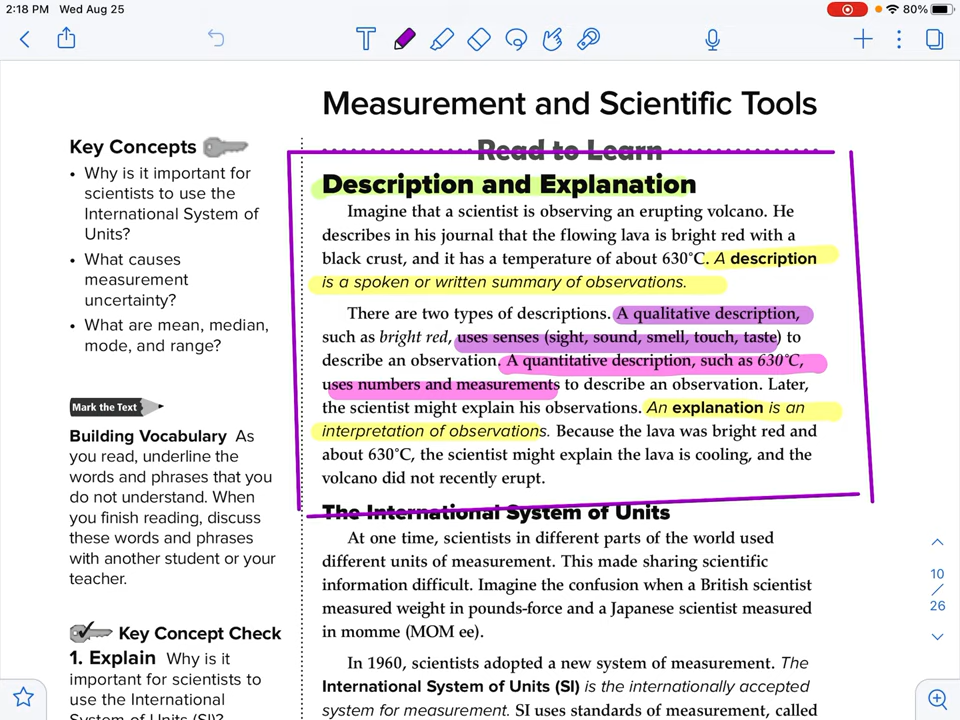 2:18 PM Wed Aug 25
80%
T
Measurement and Scientific Tools
Key Concepts
• Why is it important for
scientists to use the
International System of
Units?
• What causes
measurement
uncertainty?
• What are mean, median,
mode, and range?
Mark the Text
Building Vocabulary As
you read, underline the
words and phrases that you
do not understand. When
you finish reading, discuss
these words and phrases
with another student or your
teacher.
Key Concept Check
1. Explain Why is it
important for scientists to
use the International
System of Units (SI)?
Read to Learn
Description and Explanation
Imagine that a scientist is observing an erupting volcano. He
describes in his journal that the flowing lava is bright red with a
black crust, and it has a temperature of about 630°C. A description
is a spoken or written summary of observations.
There are two types of descriptions. A qualitative description,
such as bright red, uses senses (sight, sound, smell, touch, taste) to
describe an observation. A quantitative description, such as 630°C,
uses numbers and measurements to describe an observation. Later,
the scientist might explain his observations. An explanation is an
interpretation of observations. Because the lava was bright red and
about 630°C, the scientist might explain the lava is cooling, and the
volcano did not recently erupt.
The International System of Units
At one time, scientists in different parts of the world used
different units of measurement. This made sharing scientific
information difficult. Imagine the confusion when a British scientist
measured weight in pounds-force and a Japanese scientist measured
in momme (MOM ee).
In 1960, scientists adopted a new system of measurement. The
International System of Units (SI) is the internationally accepted
system for measurement. SI uses standards of measurement, called
10
/
26